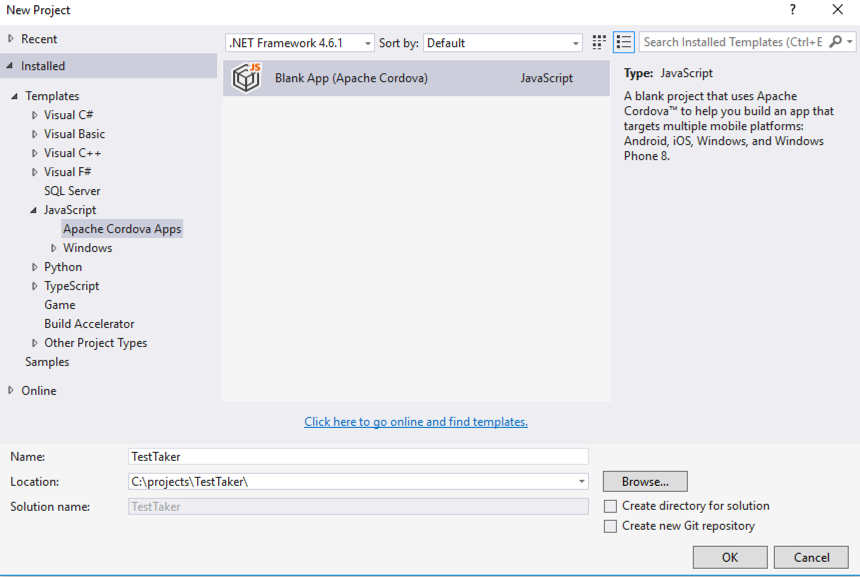 New Project
?
Recent
.NET Framework 4.6.1 Sort by: Default
Search Installed Templates (Ctrl+E
Installed
JS
Blank App (Apache Cordova) JavaScript
Type: JavaScript
A blank project that uses Apache
Cordova™ to help you build an app that
targets multiple mobile platforms:
Android, iOS, Windows, and Windows
Phone 8.
Templates
Visual C#
Visual Basic
Visual C++
Visual F#
SQL Server
JavaScript
Apache Cordova Apps
Windows
Python
TypeScript
Game
Build Accelerator
Other Project Types
Samples
Online
Click here to go online and find templates.
Name: TestTaker
Location: C:\projects\TestTaker\ Browse...
Solution name: TestTaker
Create directory for solution
Create new Git repository
OK Cancel